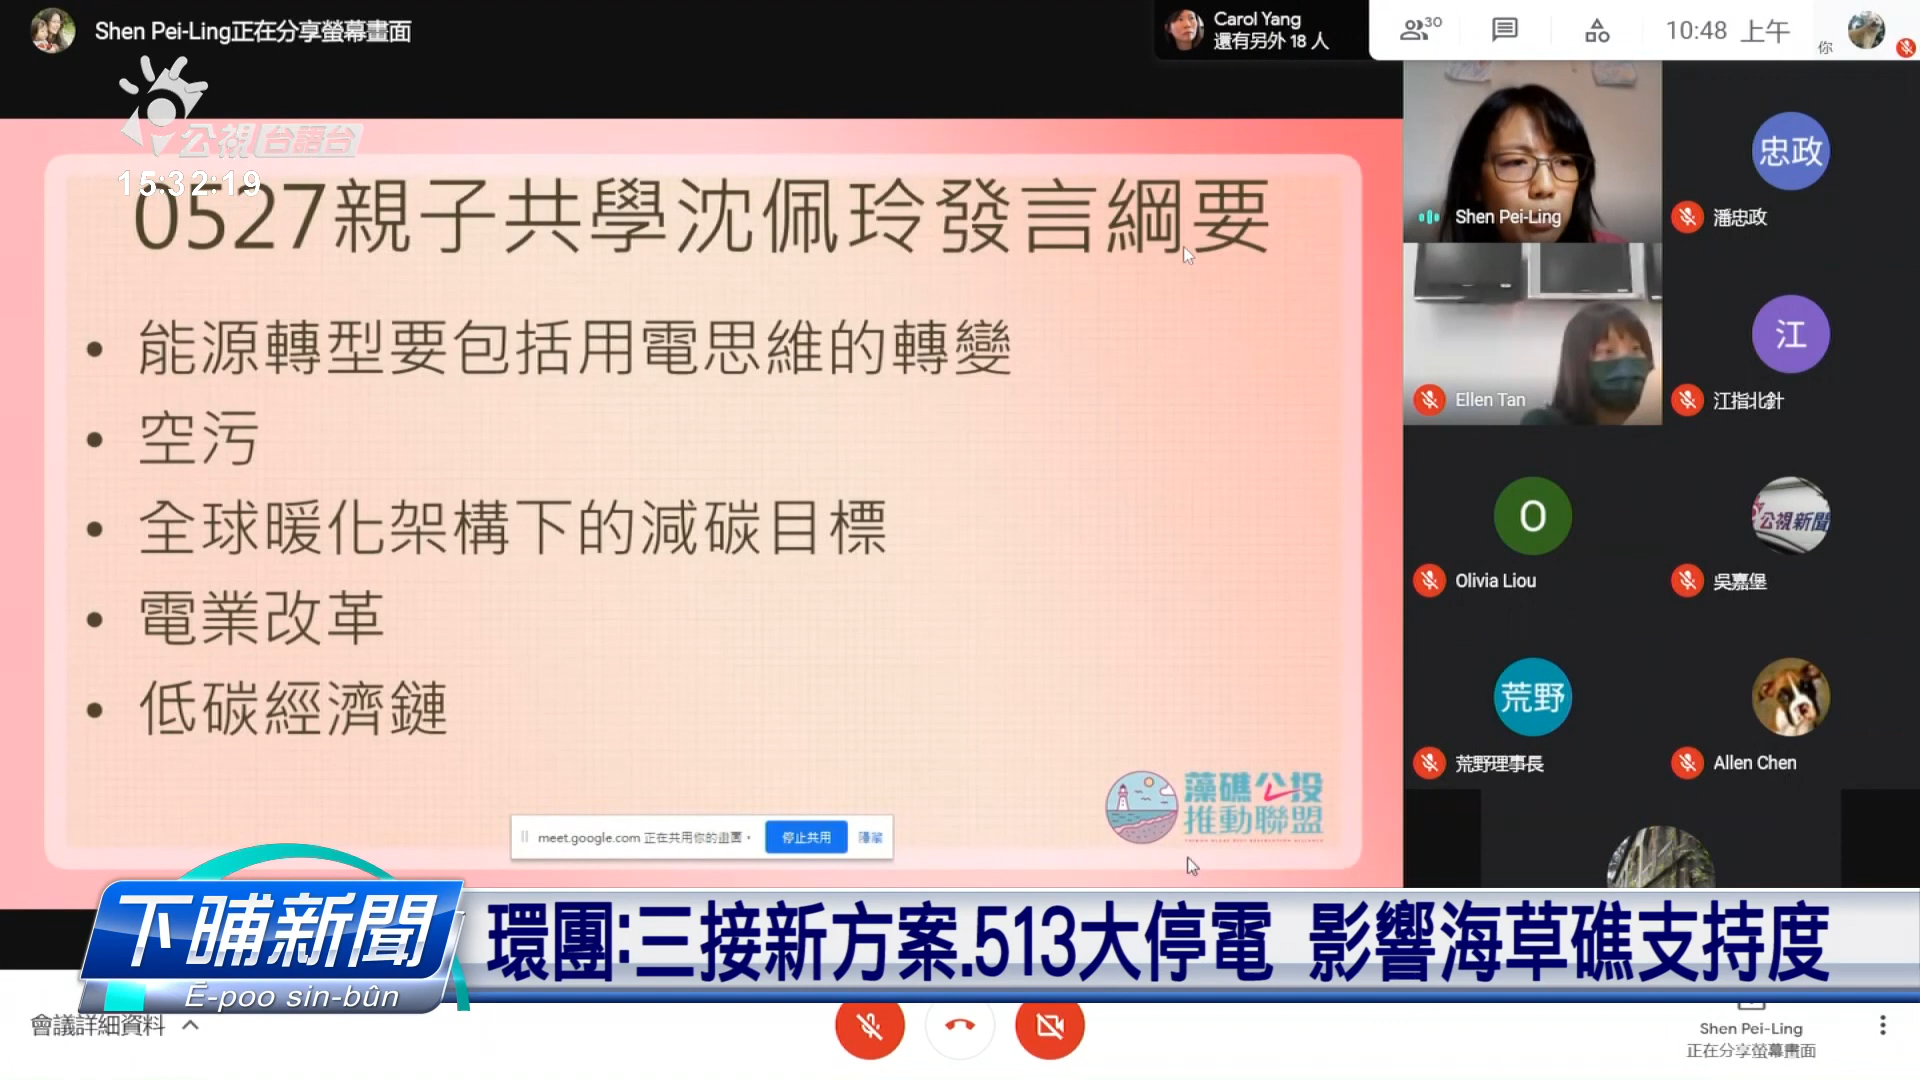 Shen Pei-Ling正在分享螢幕畫面
Carol Yang
還有另外 18 人
30
10:48 上午
你
公視台語台
15:32:19
0527親子共學沈佩玲發言綱要
• 能源轉型要包括用電思維的轉變
• 空污
• 全球暖化架構下的減碳目標
• 電業改革
• 低碳經濟鏈
藻礁公投
推動聯盟
meet.google.com 正在共用你的畫面。
停止共用
隱藏
Shen Pei-Ling
忠政
潘忠政
Ellen Tan
江
江指北針
O
Olivia Liou
公視新聞
吳嘉堡
荒野
荒野理事長
Allen Chen
下晡新聞
Ē-poo sin-bûn
環團:三接新方案.513大停電 影響海草礁支持度
會議詳細資料
Shen Pei-Ling
正在分享螢幕畫面